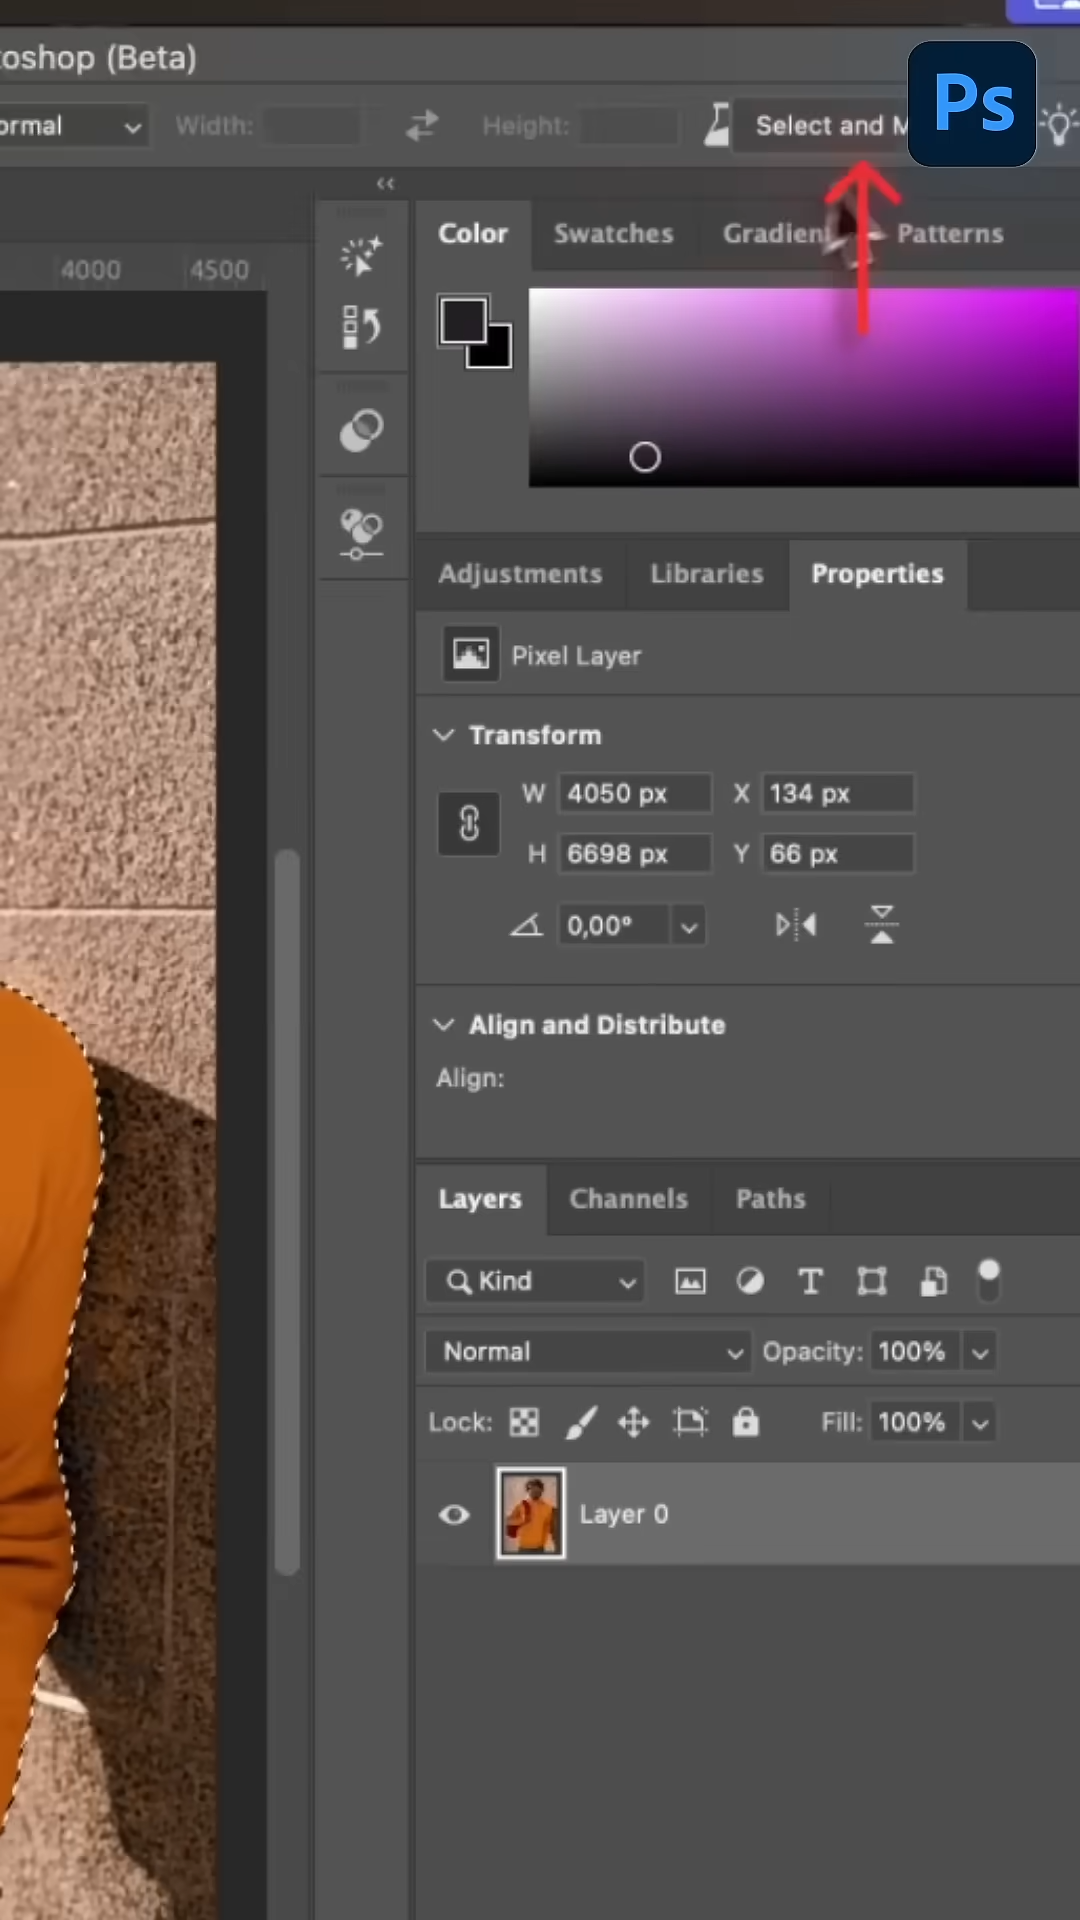 toshop (Beta)
Ps
ormal Width: Height: Select and M
4000 4500
Color Swatches Gradien Patterns
Adjustments Libraries Properties
Pixel Layer
Transform
W 4050 px X 134 px
H 6698 px Y 66 px
0,00°
Align and Distribute
Align:
Layers Channels Paths
Kind
Normal Opacity: 100%
Lock: Fill: 100%
Layer 0